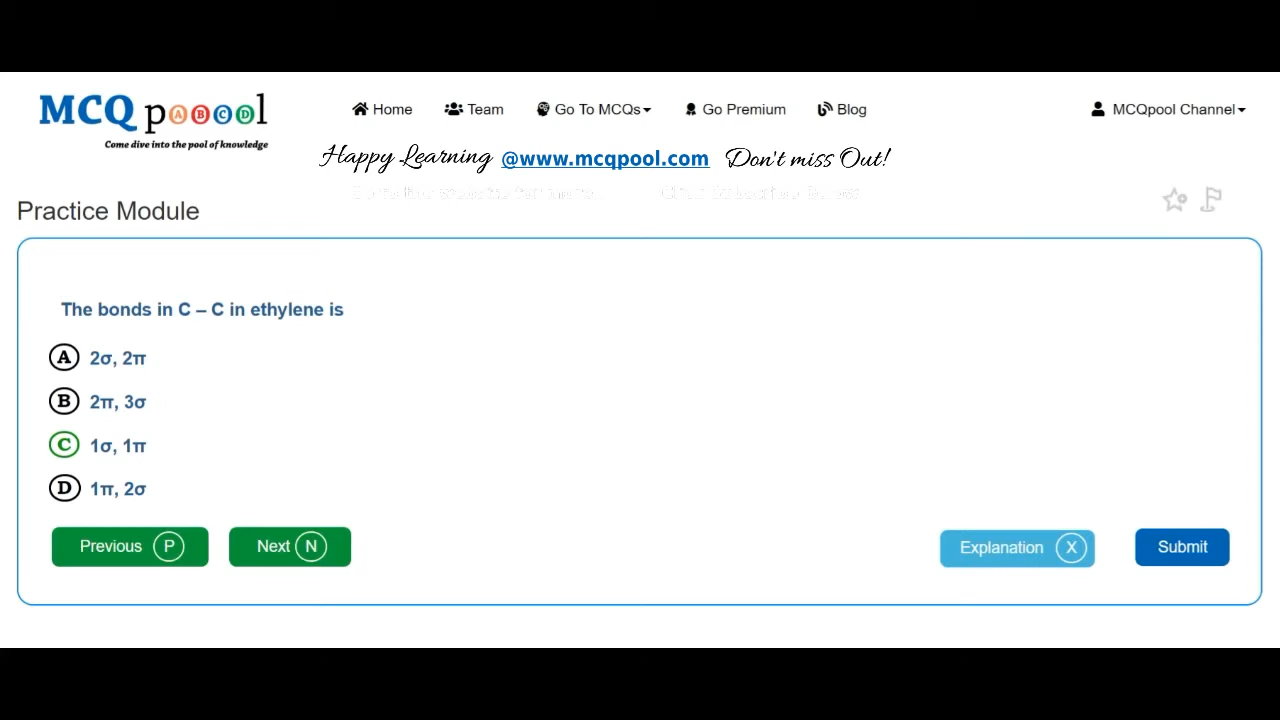 MCQ pooool
Come dive into the pool of knowledge
Home Team Go To MCQs Go Premium Blog MCQpool Channel
Happy Learning @www.mcqpool.com Don't miss Out!
Practice Module
The bonds in C – C in ethylene is
A 2σ, 2π
B 2π, 3σ
C 1σ, 1π
D 1π, 2σ
Previous P Next N Explanation X Submit